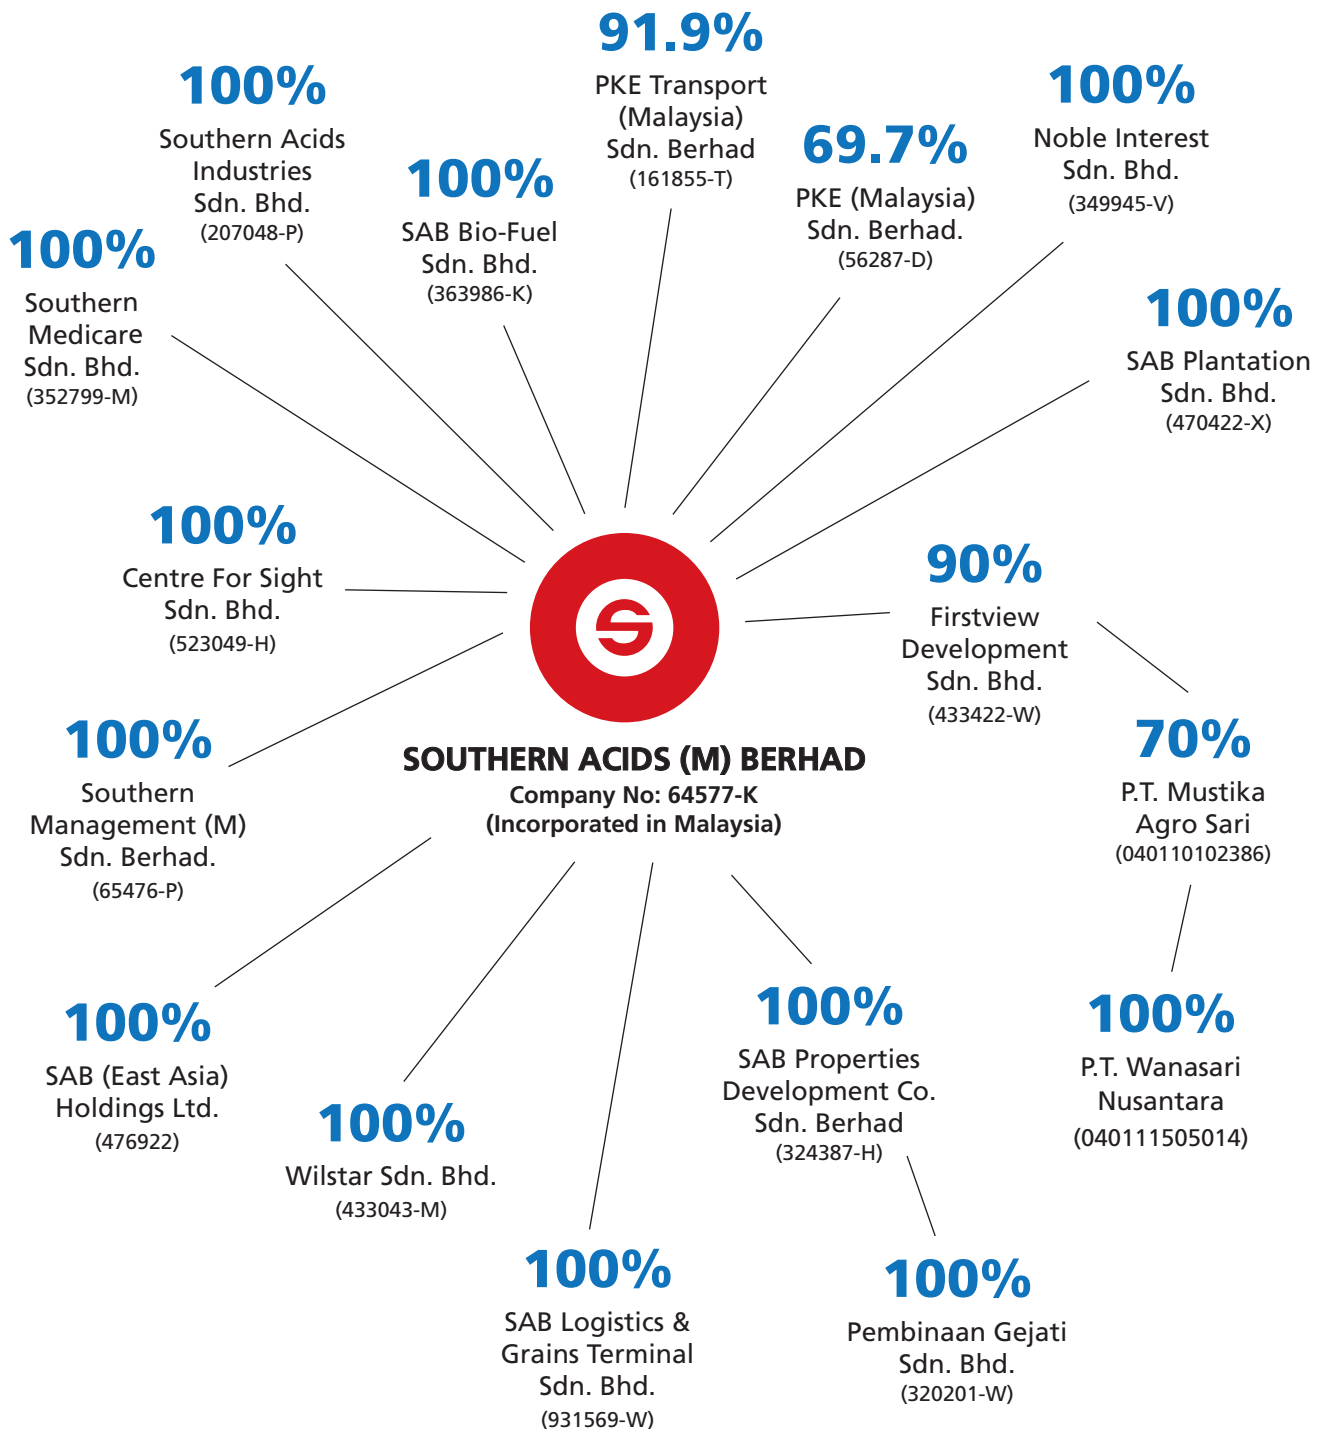 91.9%
PKE Transport
(Malaysia)
Sdn. Berhad
(161855-T)
100%
Southern Acids
Industries
Sdn. Bhd.
(207048-P)
100%
Noble Interest
Sdn. Bhd.
(349945-V)
69.7%
PKE (Malaysia)
Sdn. Berhad.
(56287-D)
100%
SAB Bio-Fuel
Sdn. Bhd.
(363986-K)
100%
Southern
Medicare
Sdn. Bhd.
(352799-M)
100%
SAB Plantation
Sdn. Bhd.
(470422-X)
100%
Centre For Sight
Sdn. Bhd.
(523049-H)
90%
Firstview
Development
Sdn. Bhd.
(433422-W)
S
SOUTHERN ACIDS (M) BERHAD
Company No: 64577-K
(Incorporated in Malaysia)
100%
Southern
Management (M)
Sdn. Berhad.
(65476-P)
70%
P.T. Mustika
Agro Sari
(040110102386)
100%
SAB (East Asia)
Holdings Ltd.
(476922)
100%
SAB Properties
Development Co.
Sdn. Berhad
(324387-H)
100%
P.T. Wanasari
Nusantara
(040111505014)
100%
Wilstar Sdn. Bhd.
(433043-M)
100%
SAB Logistics &
Grains Terminal
Sdn. Bhd.
(931569-W)
100%
Pembinaan Gejati
Sdn. Bhd.
(320201-W)